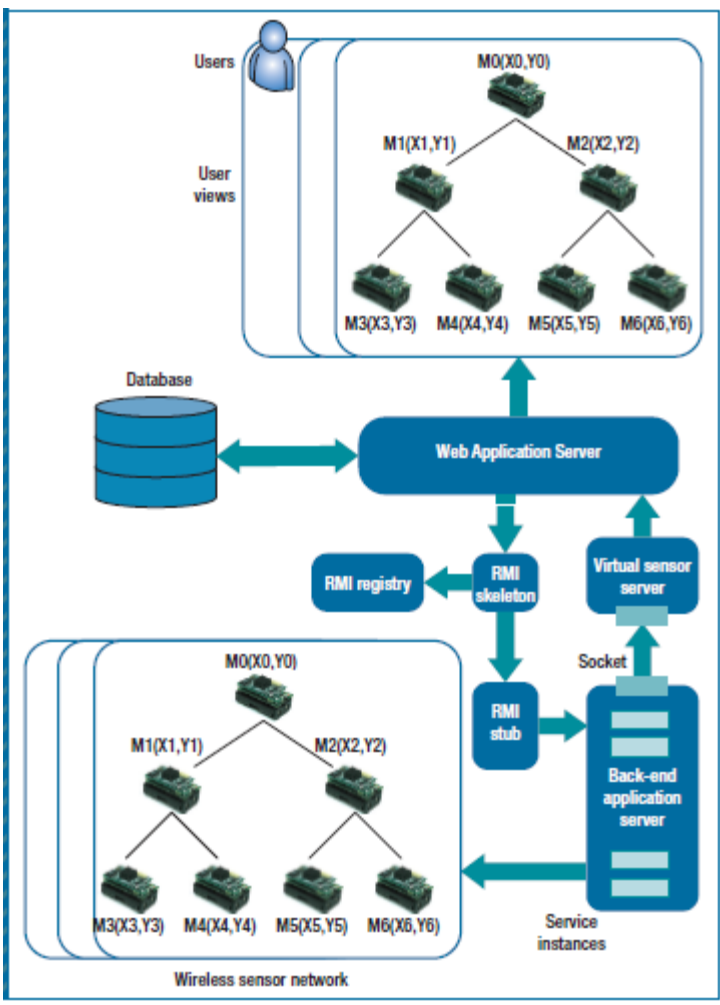 Users
M0(X0,Y0)
M1(X1,Y1)
M2(X2,Y2)
User
views
M3(X3,Y3)
M4(X4,Y4)
M5(X5,Y5)
M6(X6,Y6)
Database
Web Application Server
RMI registry
RMI
skeleton
Virtual sensor
server
Socket
M0(X0,Y0)
M1(X1,Y1)
M2(X2,Y2)
RMI
stub
Back-end
application
server
M3(X3,Y3)
M4(X4,Y4)
M5(X5,Y5)
M6(X6,Y6)
Service
instances
Wireless sensor network